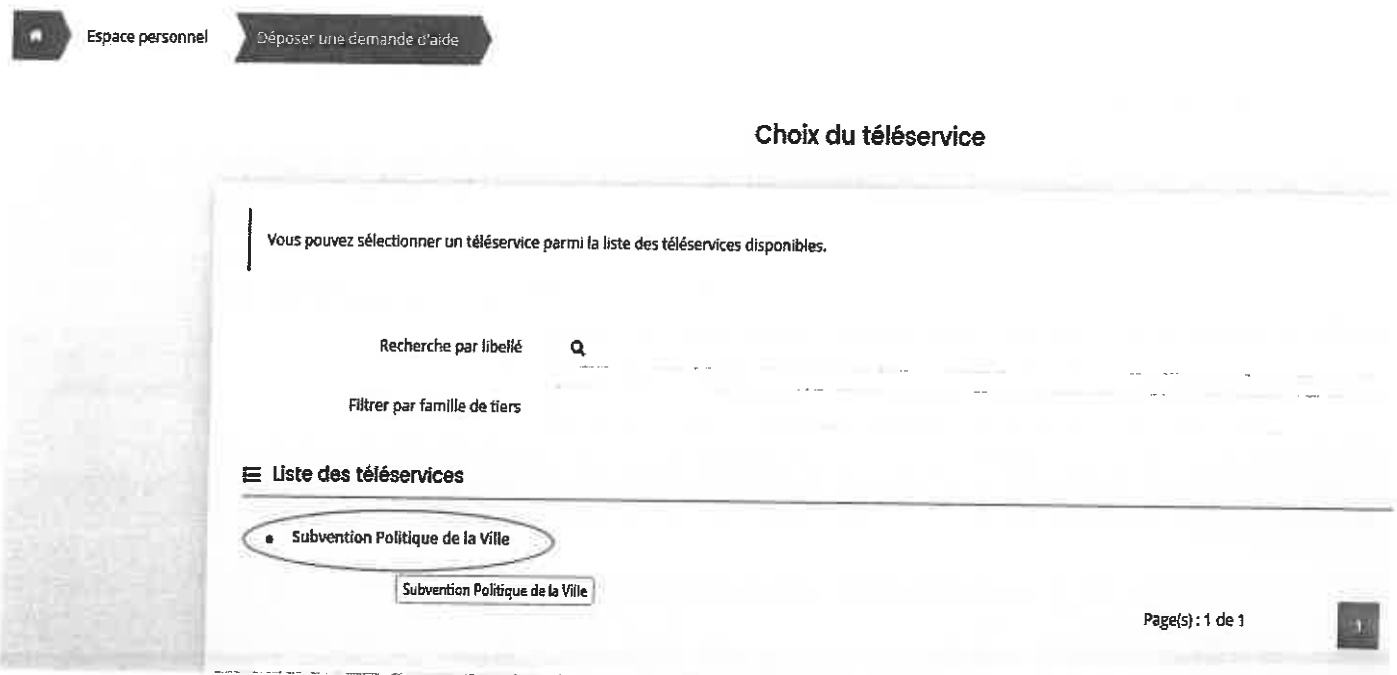 Espace personnel
Déposer une demande d'aide
Choix du téléservice
Vous pouvez sélectionner un téléservice parmi la liste des téléservices disponibles.
Recherche par libellé
Filtrer par famille de tiers
Liste des téléservices
• Subvention Politique de la Ville
Subvention Politique de la Ville
Page(s) : 1 de 1
1